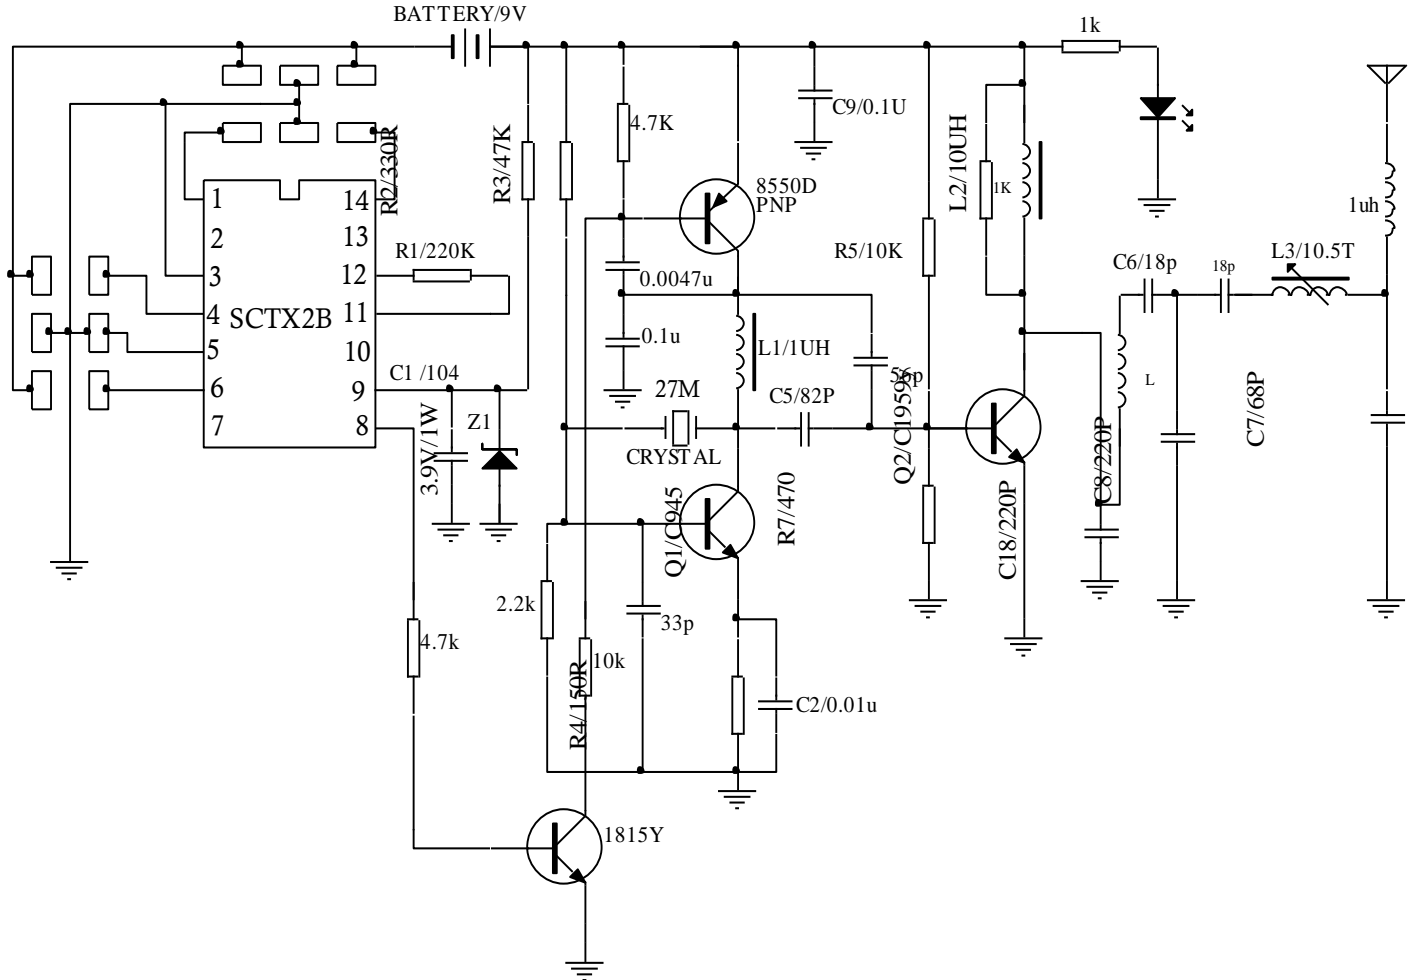 BATTERY/9V
1k
C9/0.1U
4.7K
R3/47K
R2/330R
L2/10UH
1K
8550D
PNP
1uh
1
2
3
4
5
6
7
SCTX2B
14
13
12
11
10
9
8
R1/220K
R5/10K
C6/18p
18p
L3/10.5T
0.0047u
0.1u
L1/1UH
C1 /104
27M
CRYSTAL
C5/82P
56p
L
C7/68P
3.9V/1W
Z1
C8/220P
C18/220P
Q1/C945
R7/470
2.2k
33p
4.7k
10k
R4/150R
C2/0.01u
1815Y